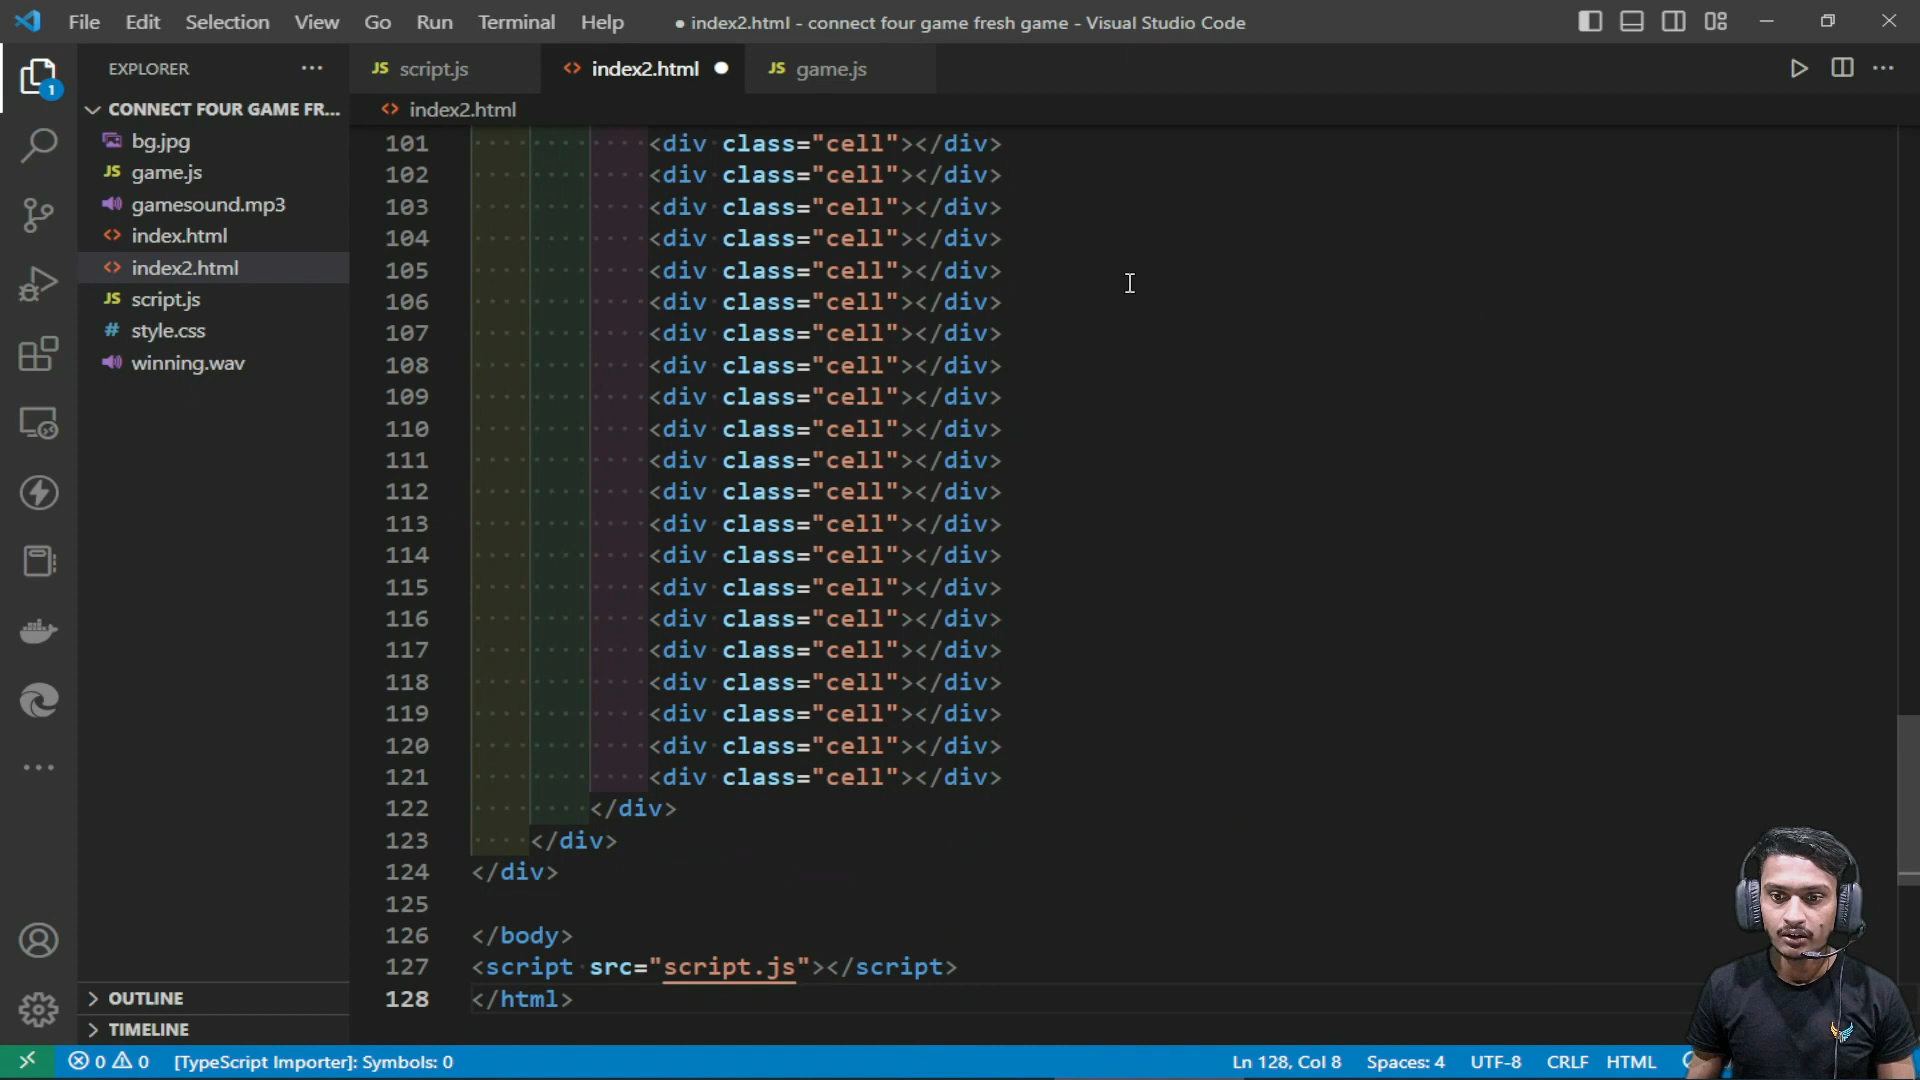 File Edit Selection View Go Run Terminal Help ● index2.html - connect four game fresh game - Visual Studio Code
EXPLORER
JS script.js <> index2.html JS game.js
CONNECT FOUR GAME FR...
<> index2.html
1
bg.jpg
JS game.js
gamesound.mp3
<> index.html
<> index2.html
JS script.js
# style.css
winning.wav
OUTLINE
TIMELINE
101 <div class="cell"></div>
102 <div class="cell"></div>
103 <div class="cell"></div>
104 <div class="cell"></div>
105 <div class="cell"></div>
106 <div class="cell"></div>
107 <div class="cell"></div>
108 <div class="cell"></div>
109 <div class="cell"></div>
110 <div class="cell"></div>
111 <div class="cell"></div>
112 <div class="cell"></div>
113 <div class="cell"></div>
114 <div class="cell"></div>
115 <div class="cell"></div>
116 <div class="cell"></div>
117 <div class="cell"></div>
118 <div class="cell"></div>
119 <div class="cell"></div>
120 <div class="cell"></div>
121 <div class="cell"></div>
122 </div>
123 </div>
124 </div>
125
126 </body>
127 <script src="script.js"></script>
128 </html>
0 0 [TypeScript Importer]: Symbols: 0 Ln 128, Col 8 Spaces: 4 UTF-8 CRLF HTML